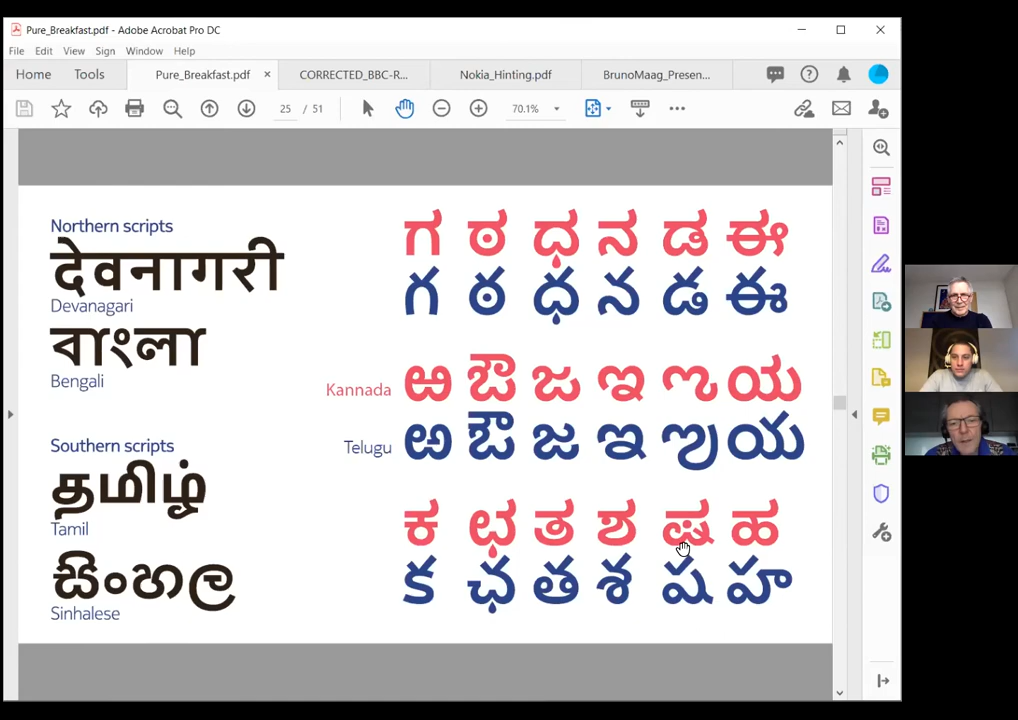 Pure_Breakfast.pdf - Adobe Acrobat Pro DC
File Edit View Sign Window Help
Home Tools Pure_Breakfast.pdf × CORRECTED_BBC-R... Nokia_Hinting.pdf BrunoMaag_Presen...
25 / 51 70.1%
Northern scripts
देवनागरी
Devanagari
বাংলা
Bengali
Southern scripts
தமிழ்
Tamil
සිංහල
Sinhalese
ಗ ಠ ಧ ನ ಡ ಈ
గ ఠ ధ న డ ఈ
Kannada ಱ ಔ ಜ ಇ ಣ ಯ
Telugu ఱ ఔ జ ఇ ఞ య
ಕ ಛ ತ ಶ ಷ ಹ
క ఛ త శ ష హ